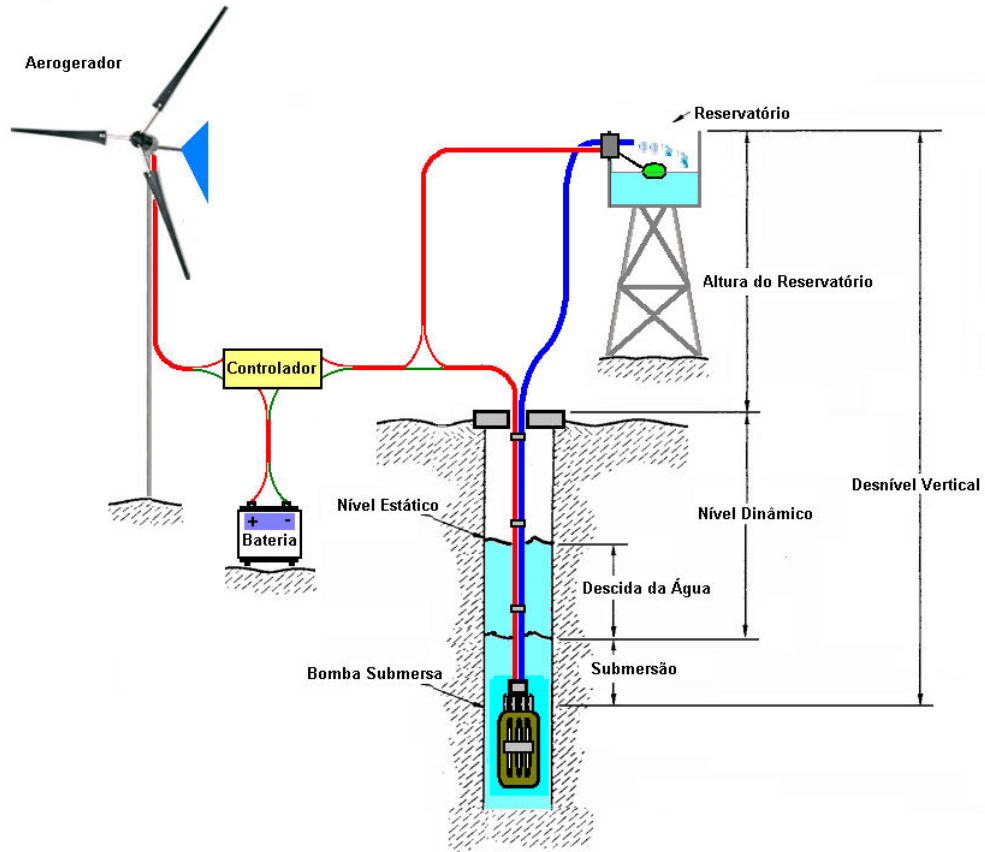 Aerogerador
Reservatório
Altura do Reservatório
Controlador
Desnível Vertical
Nível Estático
Nível Dinâmico
+ -
Bateria
Descida da Água
Bomba Submersa
Submersão